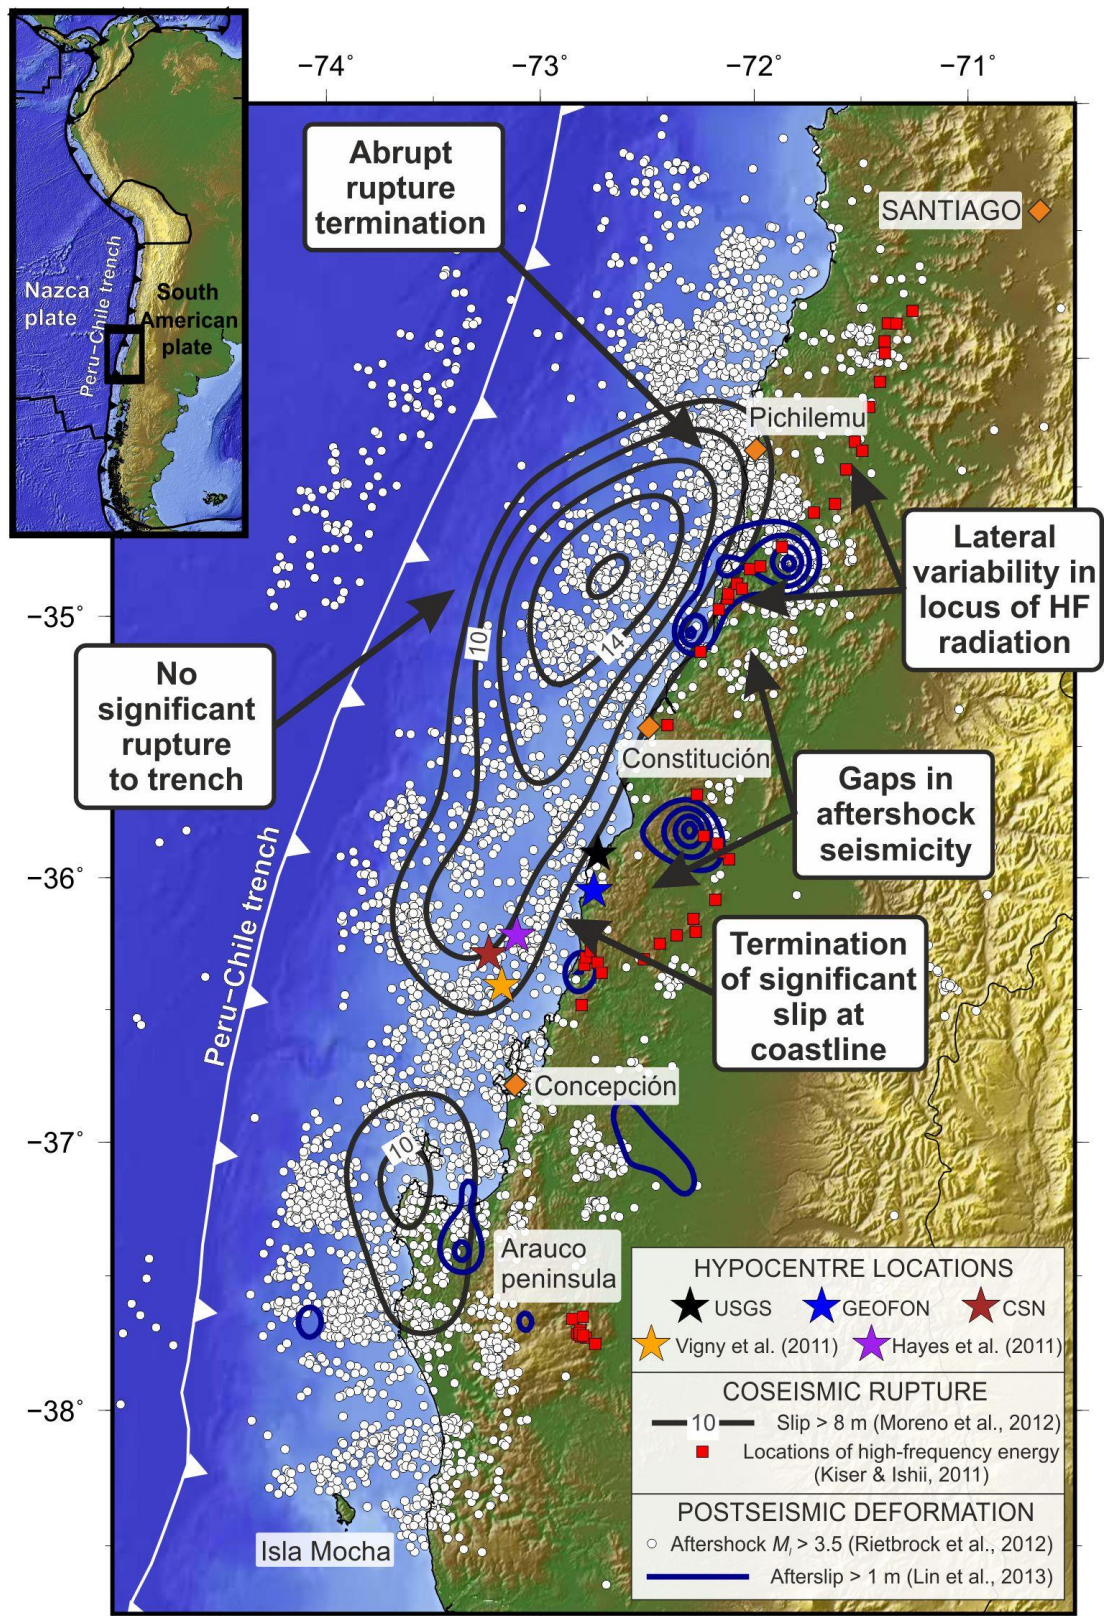 −74° −73° −72° −71°
Nazca
plate
Peru−Chile trench
South
American
plate
Abrupt
rupture
termination
SANTIAGO
Pichilemu
Lateral
variability in
locus of HF
radiation
−35°
10
14
No
significant
rupture
to trench
Constitución
Gaps in
aftershock
seismicity
−36°
Peru−Chile trench
Termination
of significant
slip at
coastline
Concepción
−37°
10
Arauco
peninsula
−38°
Isla Mocha
HYPOCENTRE LOCATIONS
USGS GEOFON CSN
Vigny et al. (2011) Hayes et al. (2011)
COSEISMIC RUPTURE
10 Slip > 8 m (Moreno et al., 2012)
Locations of high-frequency energy
(Kiser & Ishii, 2011)
POSTSEISMIC DEFORMATION
Aftershock Ml > 3.5 (Rietbrock et al., 2012)
Afterslip > 1 m (Lin et al., 2013)